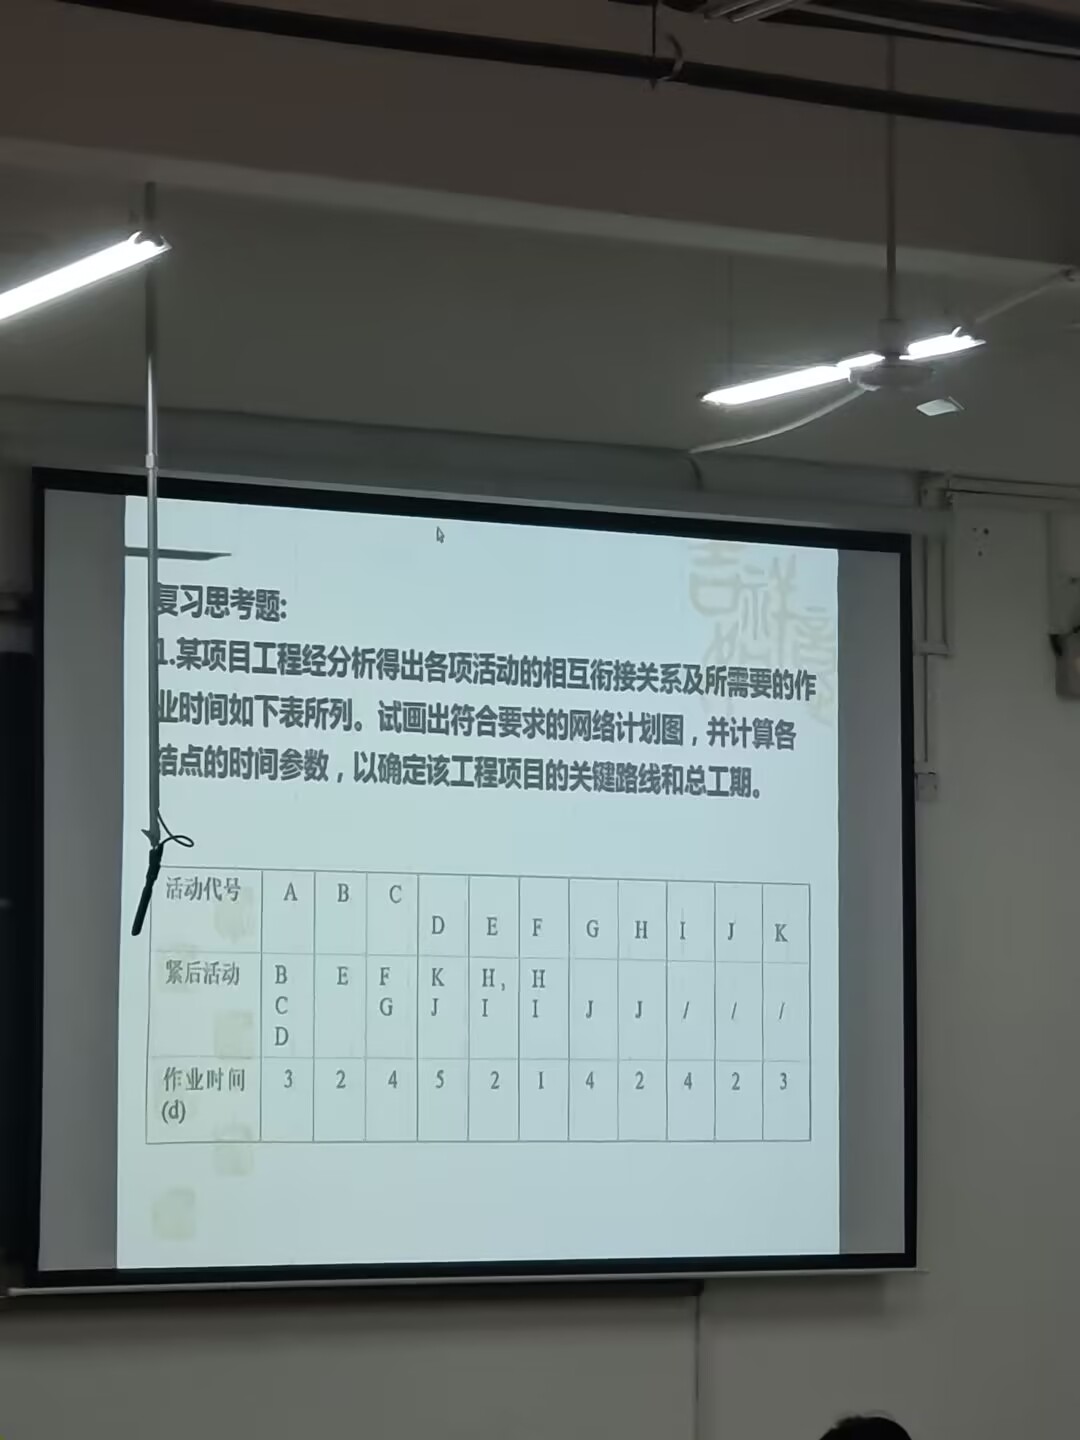 复习思考题:
1.某项目工程经分析得出各项活动的相互衔接关系及所需要的作
业时间如下表所列。试画出符合要求的网络计划图，并计算各
结点的时间参数，以确定该工程项目的关键路线和总工期。
活动代号 A B C D E F G H I J K
紧后活动 B C D E F G K J H, I H I J J / / /
作业时间(d) 3 2 4 5 2 1 4 2 4 2 3
吉祥